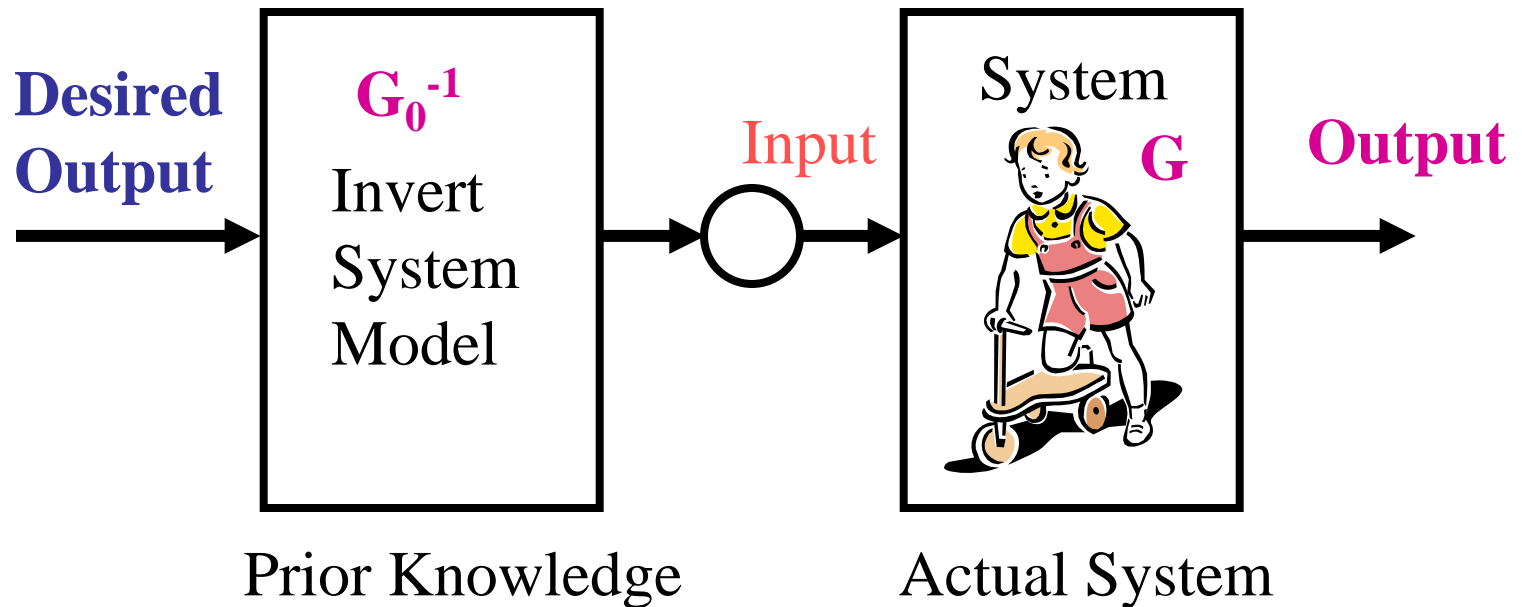 Desired
Output
G₀⁻¹
Invert
System
Model
Input
System
G
Output
Prior Knowledge
Actual System